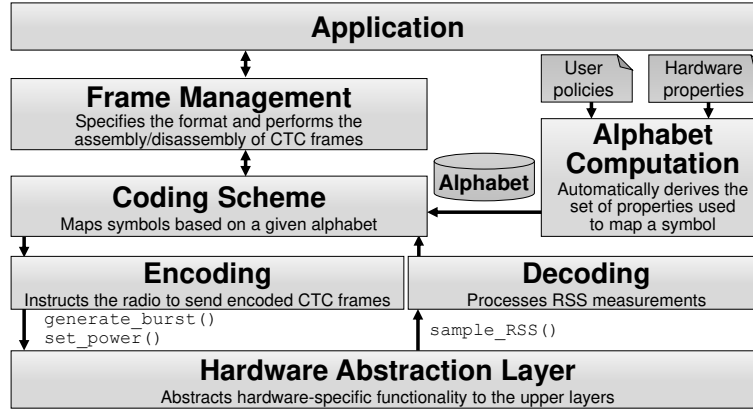 Application
User
policies
Hardware
properties
Frame Management
Specifies the format and performs the
assembly/disassembly of CTC frames
Alphabet
Computation
Automatically derives the
set of properties used
to map a symbol
Alphabet
Coding Scheme
Maps symbols based on a given alphabet
Encoding
Instructs the radio to send encoded CTC frames
Decoding
Processes RSS measurements
generate_burst()
set_power()
sample_RSS()
Hardware Abstraction Layer
Abstracts hardware-specific functionality to the upper layers